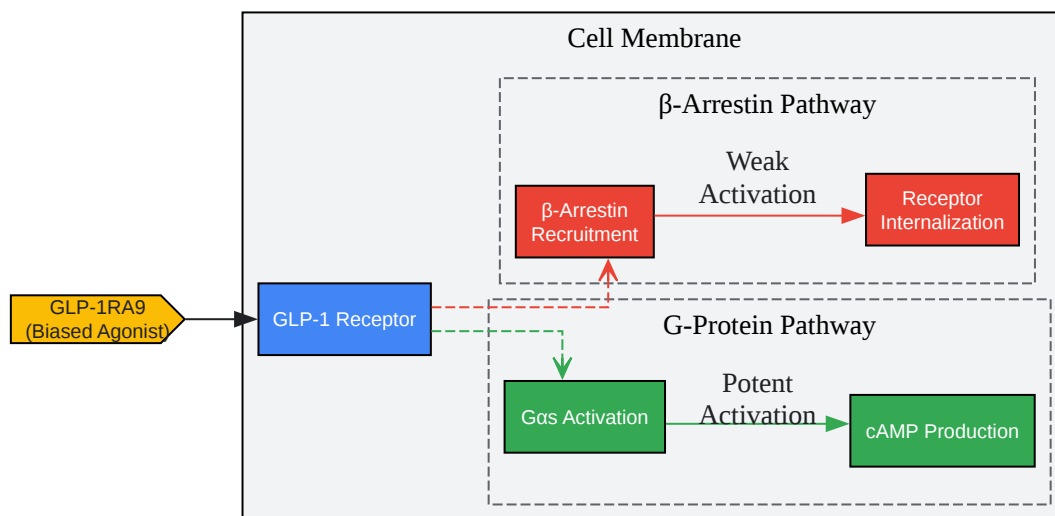 Cell Membrane
β-Arrestin Pathway
Weak
Activation
β-Arrestin
Recruitment
Receptor
Internalization
GLP-1RA9
(Biased Agonist)
GLP-1 Receptor
G-Protein Pathway
Potent
Activation
Gαs Activation
cAMP Production